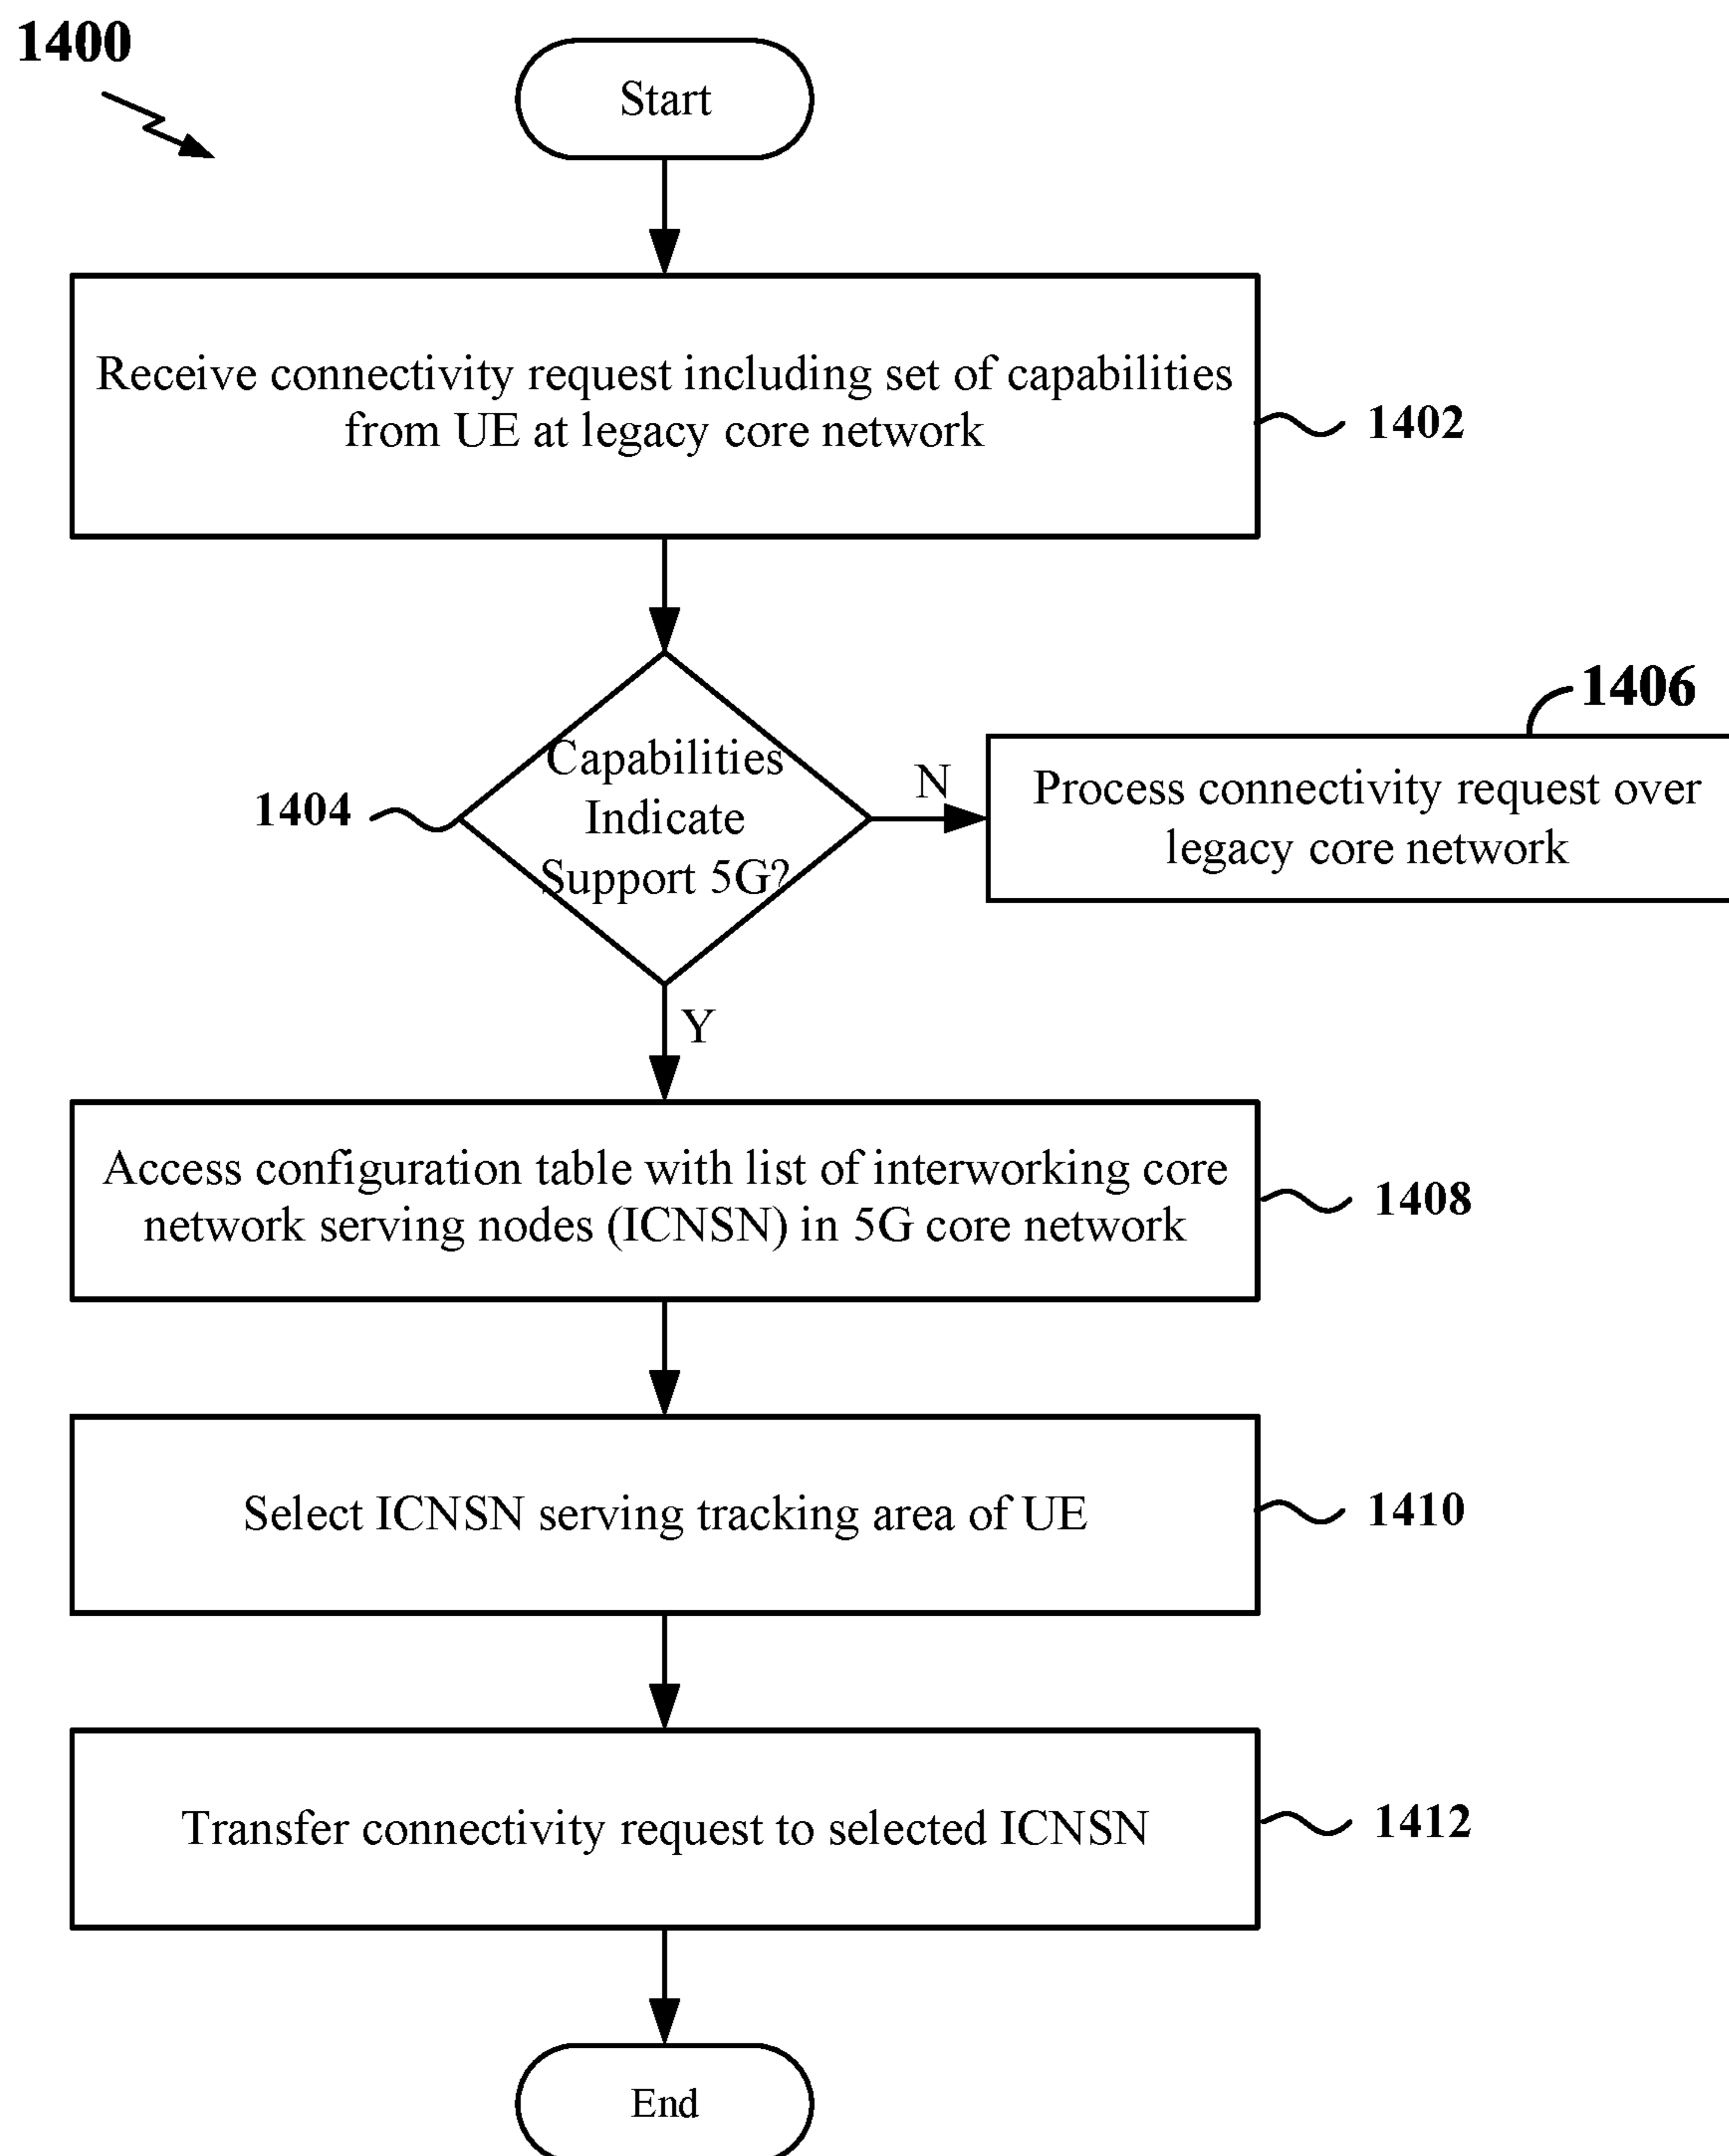 1400
Start
Receive connectivity request including set of capabilities
from UE at legacy core network
1402
Capabilities
Indicate
Support 5G?
1404
N
1406
Process connectivity request over
legacy core network
Y
Access configuration table with list of interworking core
network serving nodes (ICNSN) in 5G core network
1408
Select ICNSN serving tracking area of UE
1410
Transfer connectivity request to selected ICNSN
1412
End